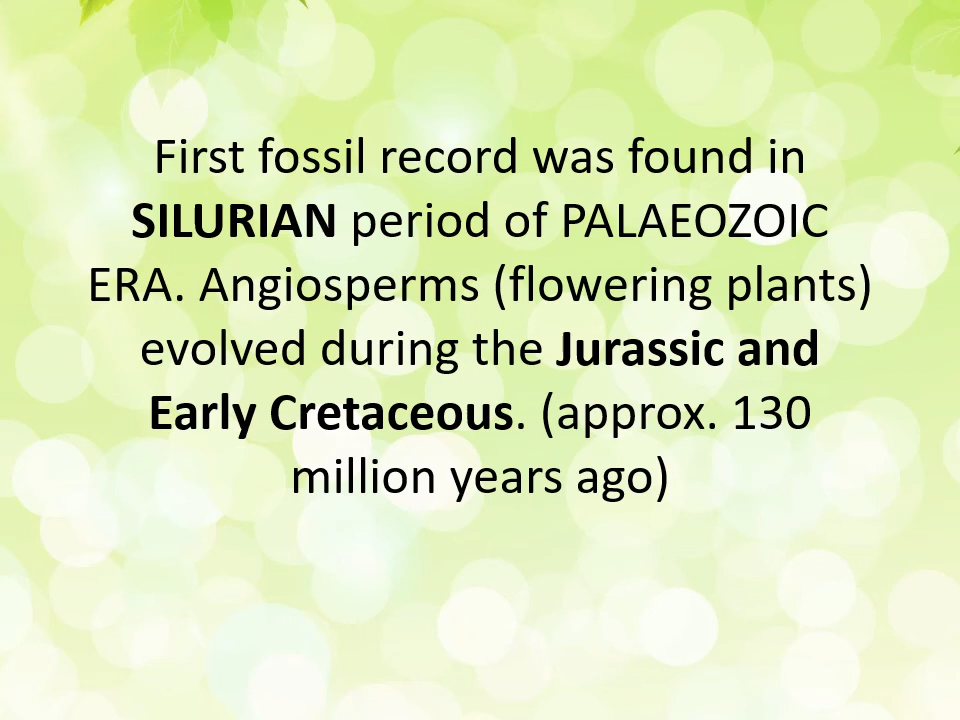 First fossil record was found in
SILURIAN period of PALAEOZOIC
ERA. Angiosperms (flowering plants)
evolved during the Jurassic and
Early Cretaceous. (approx. 130
million years ago)